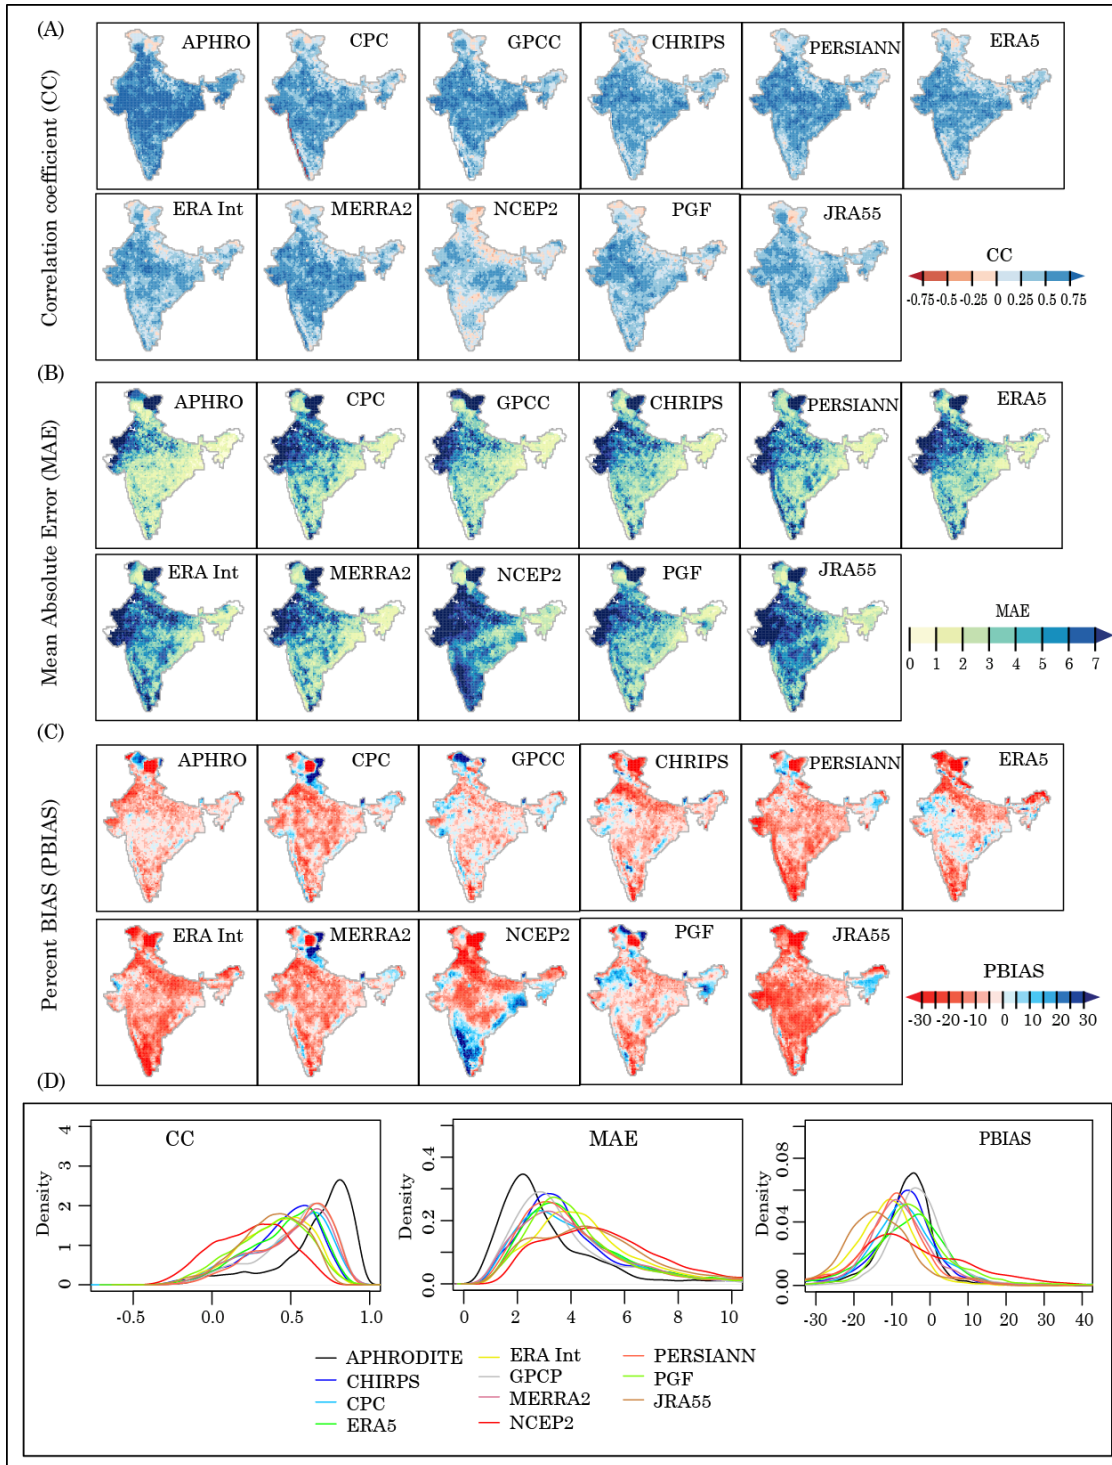 (A)
Correlation coefficient (CC)
APHRO
CPC
GPCC
CHRIPS
PERSIANN
ERA5
ERA Int
MERRA2
NCEP2
PGF
JRA55
CC
-0.75 -0.5 -0.25 0 0.25 0.5 0.75
(B)
Mean Absolute Error (MAE)
APHRO
CPC
GPCC
CHRIPS
PERSIANN
ERA5
ERA Int
MERRA2
NCEP2
PGF
JRA55
MAE
0 1 2 3 4 5 6 7
(C)
Percent BIAS (PBIAS)
APHRO
CPC
GPCC
CHRIPS
PERSIANN
ERA5
ERA Int
MERRA2
NCEP2
PGF
JRA55
PBIAS
-30 -20 -10 0 10 20 30
(D)
CC
Density
0 1 2 3 4
-0.5 0.0 0.5 1.0
MAE
Density
0.0 0.2 0.4
0 2 4 6 8 10
PBIAS
Density
0.00 0.04 0.08
-30 -20 -10 0 10 20 30 40
APHRODITE
CHIRPS
CPC
ERA5
ERA Int
GPCP
MERRA2
NCEP2
PERSIANN
PGF
JRA55